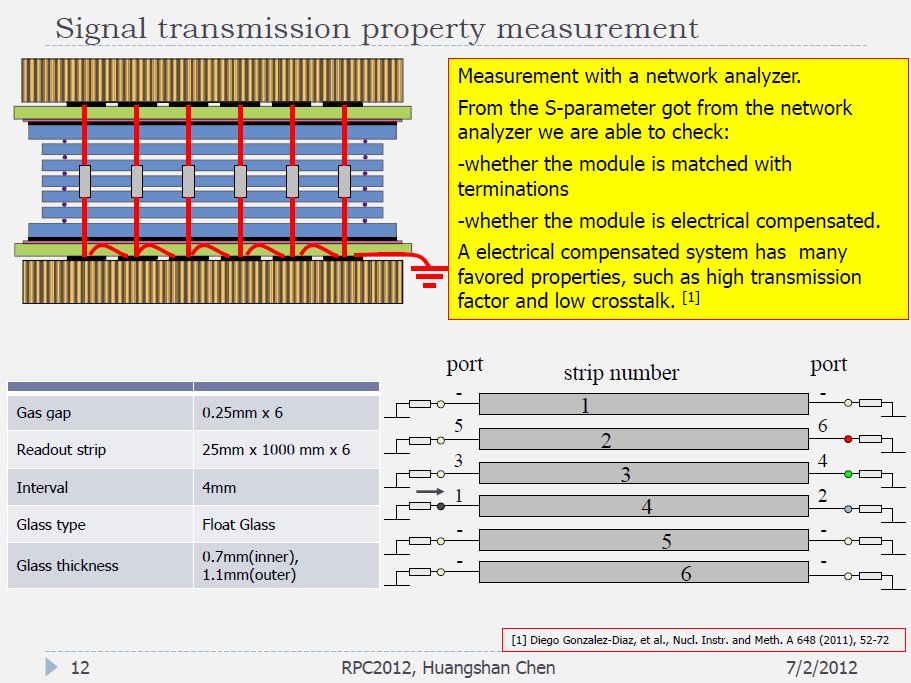 Signal transmission property measurement
Measurement with a network analyzer.
From the S-parameter got from the network
analyzer we are able to check:
-whether the module is matched with
terminations
-whether the module is electrical compensated.
A electrical compensated system has  many
favored properties, such as high transmission
factor and low crosstalk. [1]
Gas gap 0.25mm x 6
Readout strip 25mm x 1000 mm x 6
Interval 4mm
Glass type Float Glass
Glass thickness 0.7mm(inner),
1.1mm(outer)
port strip number port
- 1 -
5 2 6
3 3 4
1 4 2
- 5 -
- 6 -
[1] Diego Gonzalez-Diaz, et al., Nucl. Instr. and Meth. A 648 (2011), 52-72
12 RPC2012, Huangshan Chen 7/2/2012